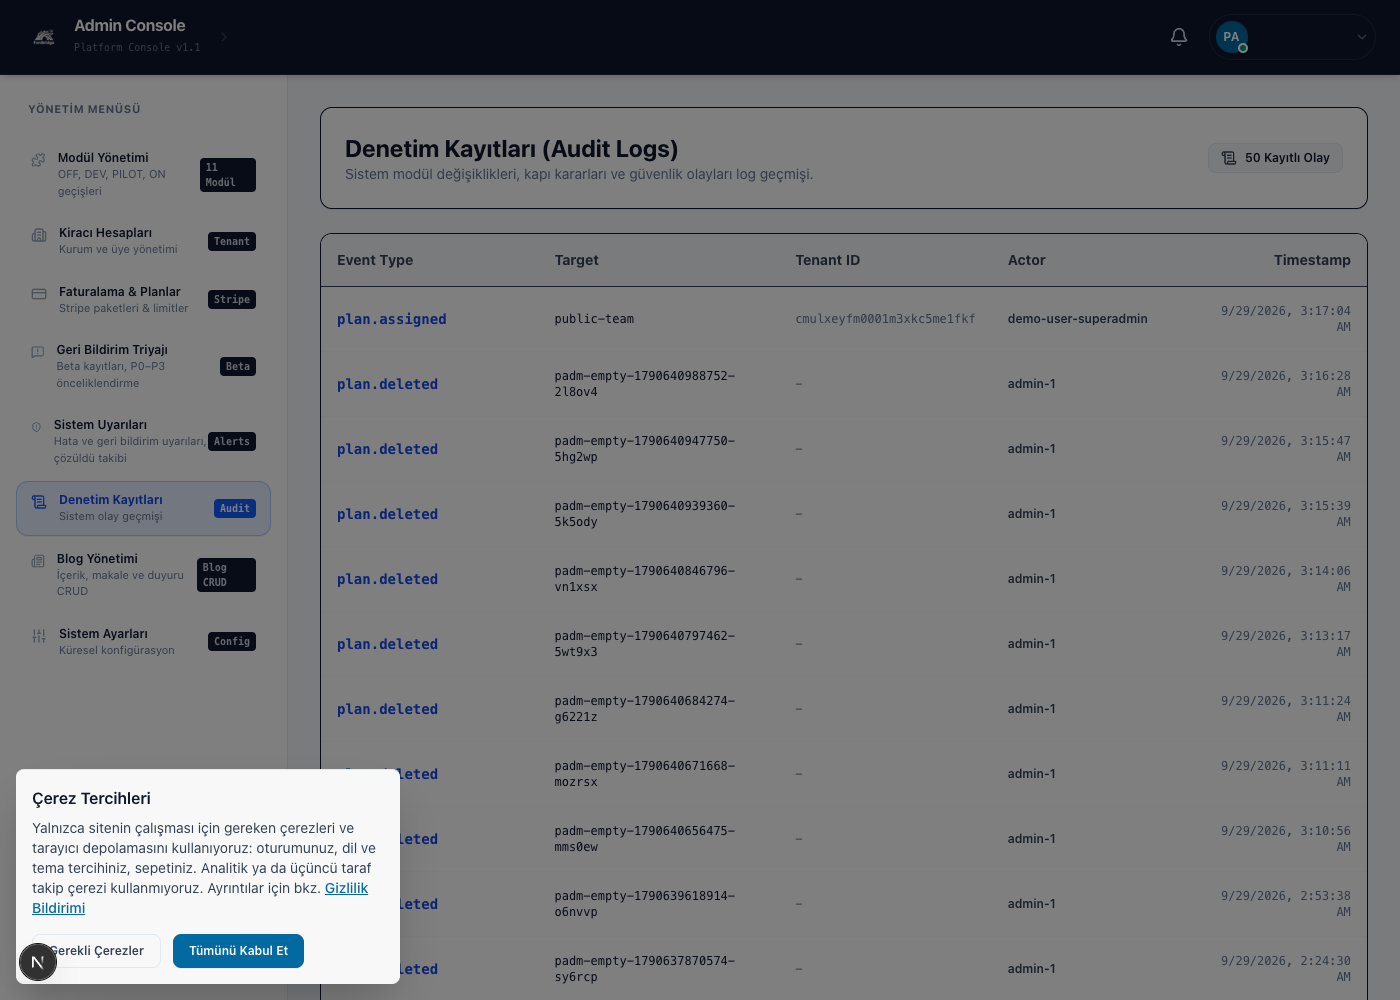 Admin Console
Platform Console v1.1
PA
YÖNETİM MENÜSÜ
Modül Yönetimi
OFF, DEV, PILOT, ON
geçişleri
11
Modül
Kiracı Hesapları
Kurum ve üye yönetimi
Tenant
Faturalama & Planlar
Stripe paketleri & limitler
Stripe
Geri Bildirim Triyajı
Beta kayıtları, P0–P3
önceliklendirme
Beta
Sistem Uyarıları
Hata ve geri bildirim uyarıları,
çözüldü takibi
Alerts
Denetim Kayıtları
Sistem olay geçmişi
Audit
Blog Yönetimi
İçerik, makale ve duyuru
CRUD
Blog
CRUD
Sistem Ayarları
Küresel konfigürasyon
Config
Denetim Kayıtları (Audit Logs)
Sistem modül değişiklikleri, kapı kararları ve güvenlik olayları log geçmişi.
50 Kayıtlı Olay
Event Type Target Tenant ID Actor Timestamp
plan.assigned public-team cmulxeyfm0001m3xkc5me1fkf demo-user-superadmin 9/29/2026, 3:17:04
AM
plan.deleted padm-empty-1790640988752- – admin-1 9/29/2026, 3:16:28
2l8ov4 AM
plan.deleted padm-empty-1790640947750- – admin-1 9/29/2026, 3:15:47
5hg2wp AM
plan.deleted padm-empty-1790640939360- – admin-1 9/29/2026, 3:15:39
5k5ody AM
plan.deleted padm-empty-1790640846796- – admin-1 9/29/2026, 3:14:06
vn1xsx AM
plan.deleted padm-empty-1790640797462- – admin-1 9/29/2026, 3:13:17
5wt9x3 AM
plan.deleted padm-empty-1790640684274- – admin-1 9/29/2026, 3:11:24
g6221z AM
leted padm-empty-1790640671668- – admin-1 9/29/2026, 3:11:11
mozrsx AM
leted padm-empty-1790640656475- – admin-1 9/29/2026, 3:10:56
mms0ew AM
leted padm-empty-1790639618914- – admin-1 9/29/2026, 2:53:38
o6nvvp AM
leted padm-empty-1790637870574- – admin-1 9/29/2026, 2:24:30
sy6rcp AM
Çerez Tercihleri
Yalnızca sitenin çalışması için gereken çerezleri ve
tarayıcı depolamasını kullanıyoruz: oturumunuz, dil ve
tema tercihiniz, sepetiniz. Analitik ya da üçüncü taraf
takip çerezi kullanmıyoruz. Ayrıntılar için bkz. Gizlilik
Bildirimi
Gerekli Çerezler
Tümünü Kabul Et
N